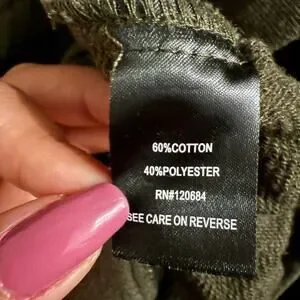 60%COTTON
40%POLYESTER
RN#120684
SEE CARE ON REVERSE